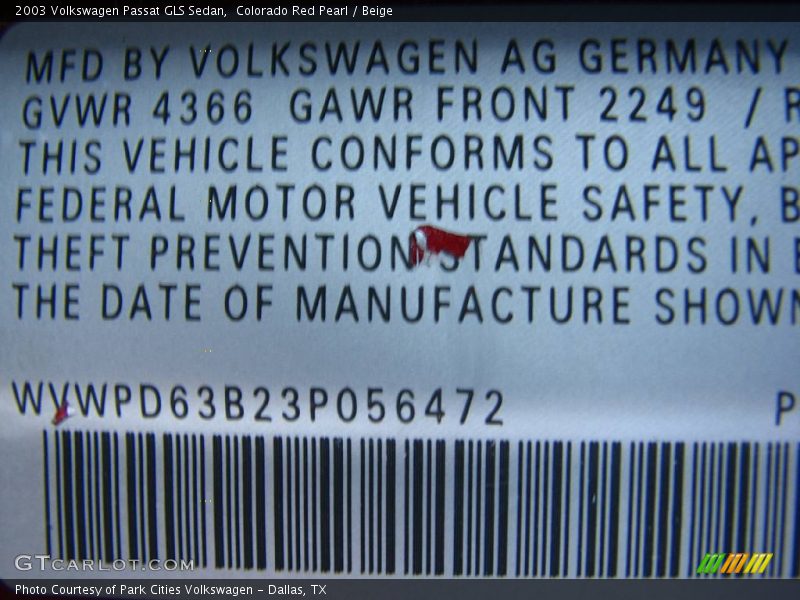 2003 Volkswagen Passat GLS Sedan,  Colorado Red Pearl / Beige
MFD BY VOLKSWAGEN AG GERMANY
GVWR 4366  GAWR FRONT 2249  / R
THIS VEHICLE CONFORMS TO ALL AP
FEDERAL MOTOR VEHICLE SAFETY, B
THEFT PREVENTION STANDARDS IN E
THE DATE OF MANUFACTURE SHOWN
WVWPD63B23P056472 P
GTCARLOT.COM
Photo Courtesy of Park Cities Volkswagen – Dallas, TX